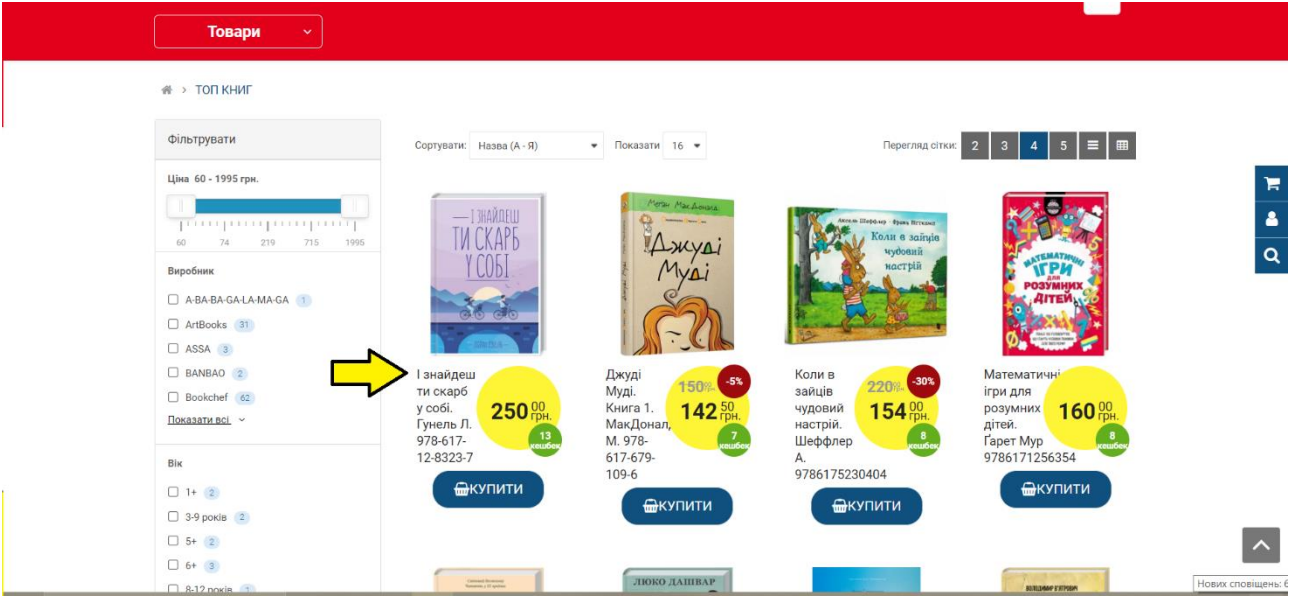 Товари
ТОП КНИГ
Фільтрувати
Ціна 60 - 1995 грн.
60 74 219 715 1995
Виробник
A-BA-BA-GA-LA-MA-GA 1
ArtBooks 31
ASSA 3
BANBAO 2
Bookchef 62
Показати всі
Вік
1+ 2
3-9 років 2
5+ 2
6+ 3
8-12 років 1
Сортувати: Назва (А - Я) Показати 16 Перегляд сітки: 2 3 4 5
І ЗНАЙДЕШ
ТИ СКАРБ
У СОБІ
Меґан МакДоналд
Джуді
Муді
Аксель Шеффлер
Коли в зайців
чудовий
настрій
МАТЕМАТИЧНІ
ІГРИ
ДЛЯ
РОЗУМНИХ
ДІТЕЙ
І знайдеш
ти скарб
у собі.
Гунель Л.
978-617-
12-8323-7
250 00 грн.
13 кешбек
КУПИТИ
Джуді
Муді.
Книга 1.
МакДонал
М. 978-
617-679-
109-6
150 -5%
142 50 грн.
7 кешбек
КУПИТИ
Коли в
зайців
чудовий
настрій.
Шеффлер
А.
9786175230404
220 -30%
154 00 грн.
8 кешбек
КУПИТИ
Математичні
ігри для
розумних
дітей.
Ґарет Мур
9786171256354
160 00 грн.
8 кешбек
КУПИТИ
ЛЮКО ДАШВАР
Нових сповіщень: 6